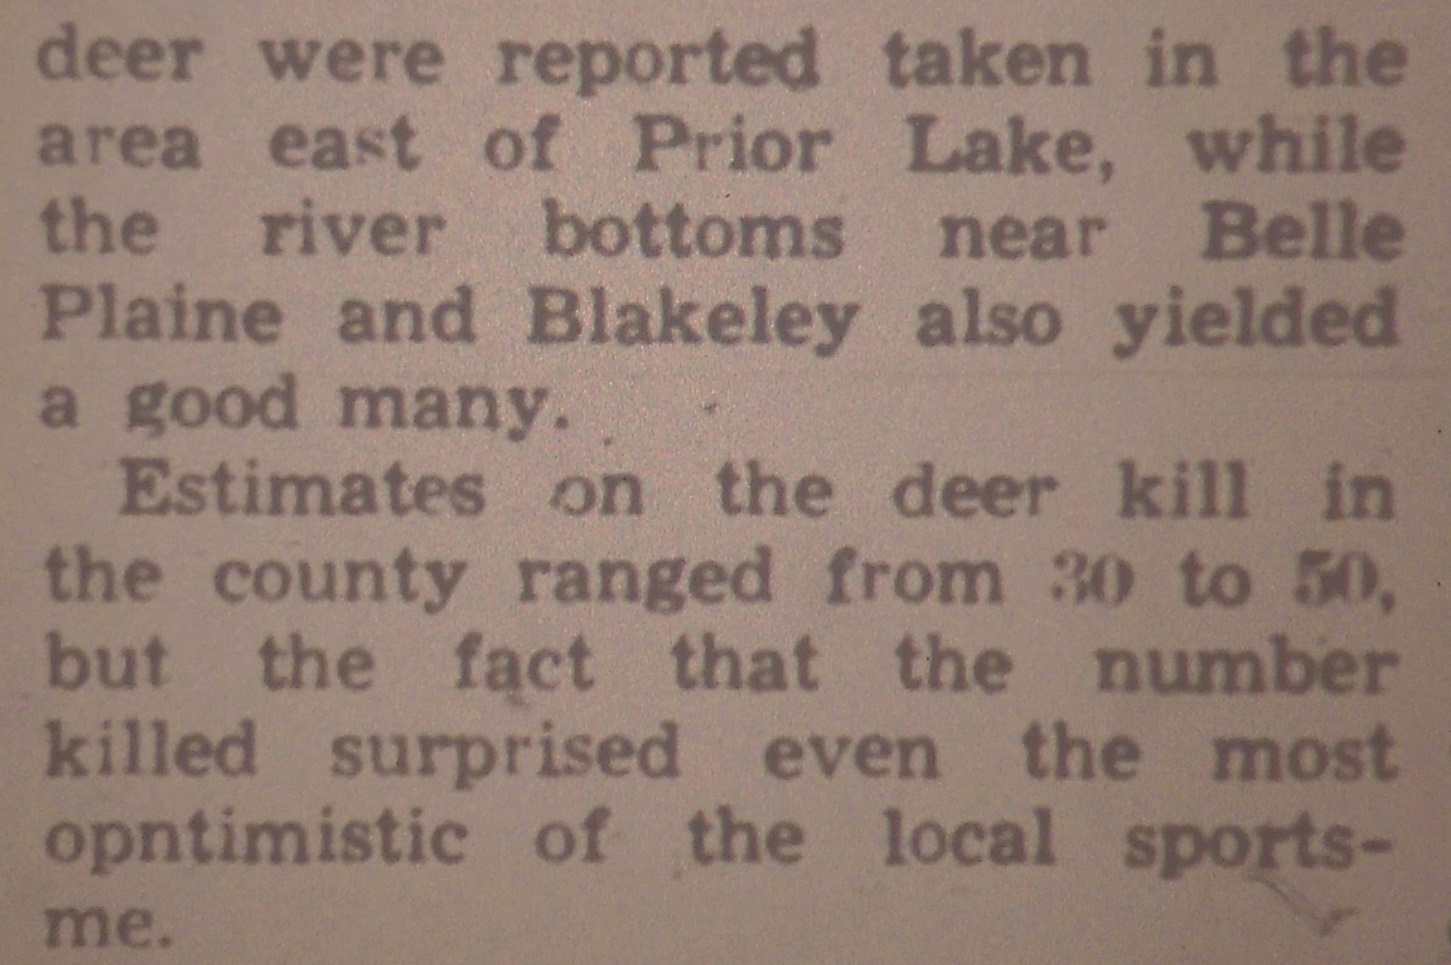 deer were reported taken in the
area east of Prior Lake, while
the river bottoms near Belle
Plaine and Blakeley also yielded
a good many.
Estimates on the deer kill in
the county ranged from 30 to 50,
but the fact that the number
killed surprised even the most
opntimistic of the local sports-
me.